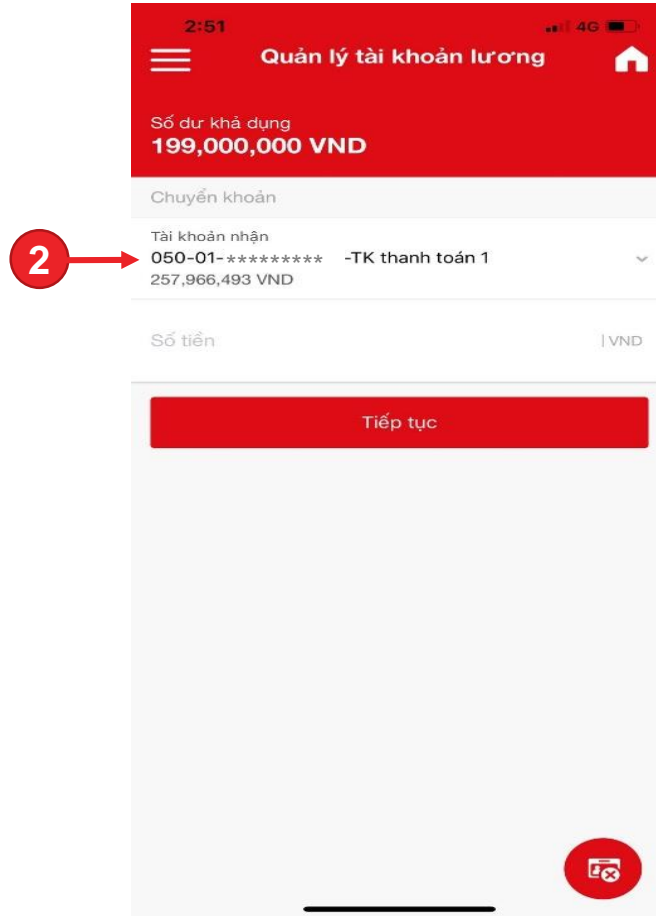 2:51
4G
Quản lý tài khoản lương
Số dư khả dụng
199,000,000 VND
Chuyển khoản
Tài khoản nhận
2
050-01-********* -TK thanh toán 1
257,966,493 VND
Số tiền
VND
Tiếp tục